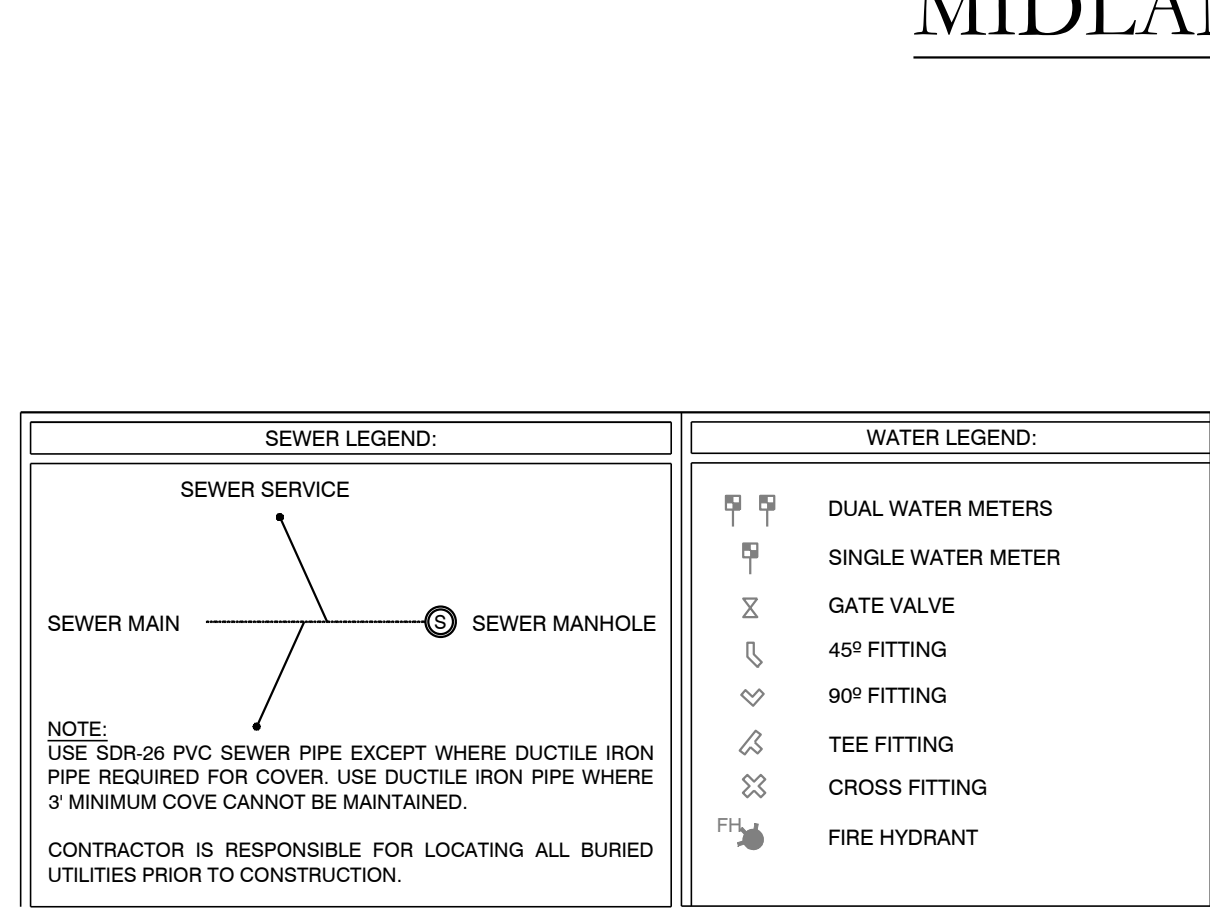 MIDLA
SEWER LEGEND:
SEWER SERVICE
SEWER MAIN
S
SEWER MANHOLE
NOTE:
USE SDR-26 PVC SEWER PIPE EXCEPT WHERE DUCTILE IRON
PIPE REQUIRED FOR COVER. USE DUCTILE IRON PIPE WHERE
3' MINIMUM COVE CANNOT BE MAINTAINED.
CONTRACTOR IS RESPONSIBLE FOR LOCATING ALL BURIED
UTILITIES PRIOR TO CONSTRUCTION.
WATER LEGEND:
DUAL WATER METERS
SINGLE WATER METER
GATE VALVE
45º FITTING
90º FITTING
TEE FITTING
CROSS FITTING
FH
FIRE HYDRANT